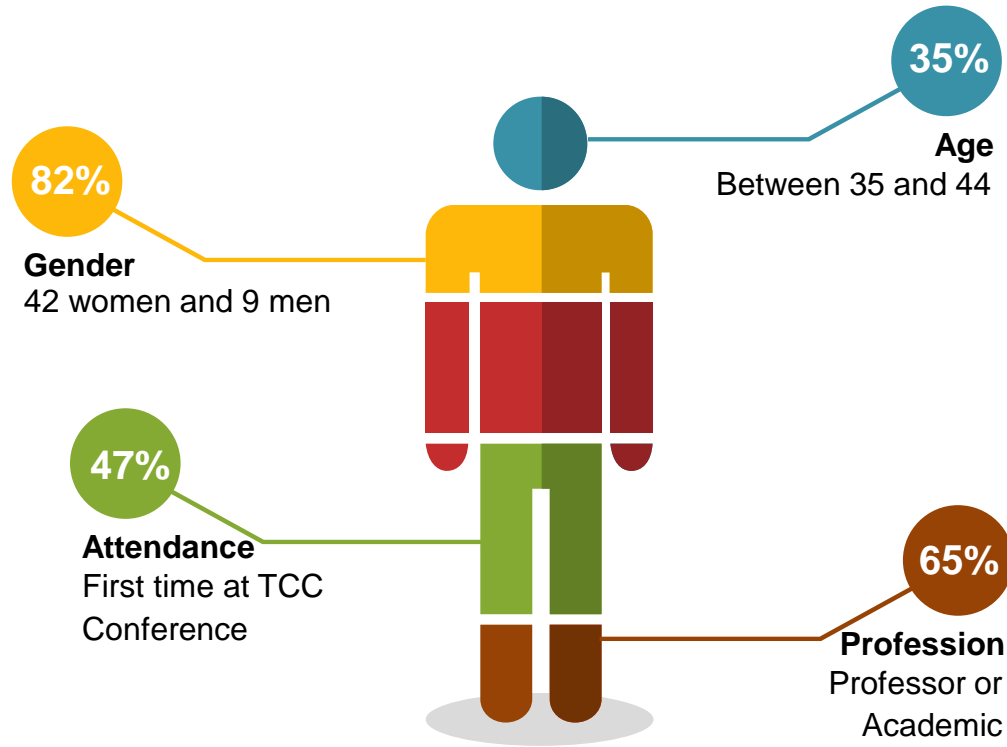 35%
Age
Between 35 and 44
82%
Gender
42 women and 9 men
47%
Attendance
First time at TCC
Conference
65%
Profession
Professor or
Academic